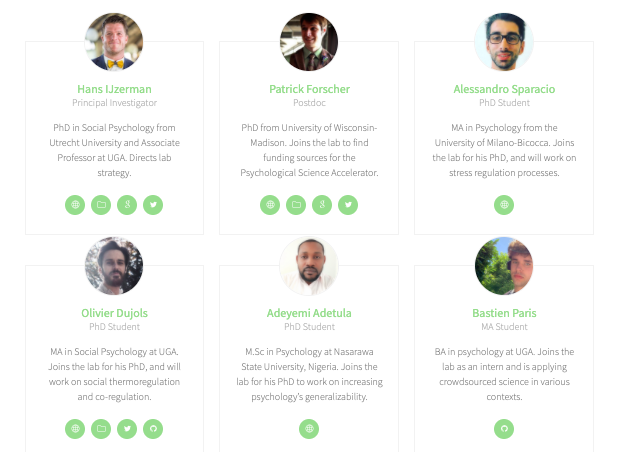 Hans IJzerman
Principal Investigator
PhD in Social Psychology from
Utrecht University and Associate
Professor at UGA. Directs lab
strategy.
Patrick Forscher
Postdoc
PhD from University of Wisconsin-
Madison. Joins the lab to find
funding sources for the
Psychological Science Accelerator.
Alessandro Sparacio
PhD Student
MA in Psychology from the
University of Milano-Bicocca. Joins
the lab for his PhD, and will work on
stress regulation processes.
Olivier Dujols
PhD Student
MA in Social Psychology at UGA.
Joins the lab for his PhD, and will
work on social thermoregulation
and co-regulation.
Adeyemi Adetula
PhD Student
M.Sc in Psychology at Nasarawa
State University, Nigeria. Joins the
lab for his PhD to work on increasing
psychology's generalizability.
Bastien Paris
MA Student
BA in psychology at UGA. Joins the
lab as an intern and is applying
crowdsourced science in various
contexts.